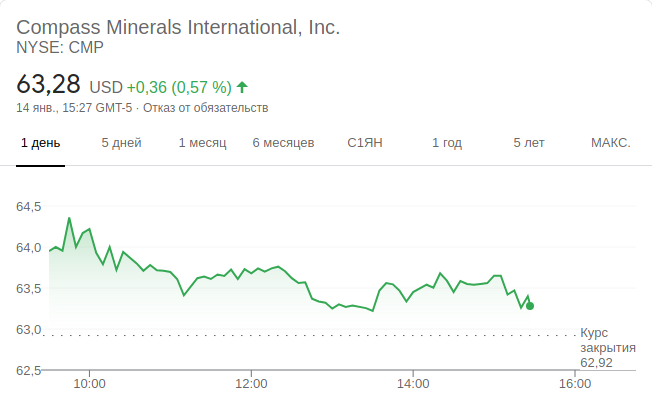 Compass Minerals International, Inc.
NYSE: CMP
63,28 USD +0,36 (0,57 %)
14 янв., 15:27 GMT-5 · Отказ от обязательств
1 день 5 дней 1 месяц 6 месяцев С1ЯН 1 год 5 лет МАКС.
64,5
64,0
63,5
63,0
Курс
закрытия
62,92
62,5
10:00 12:00 14:00 16:00